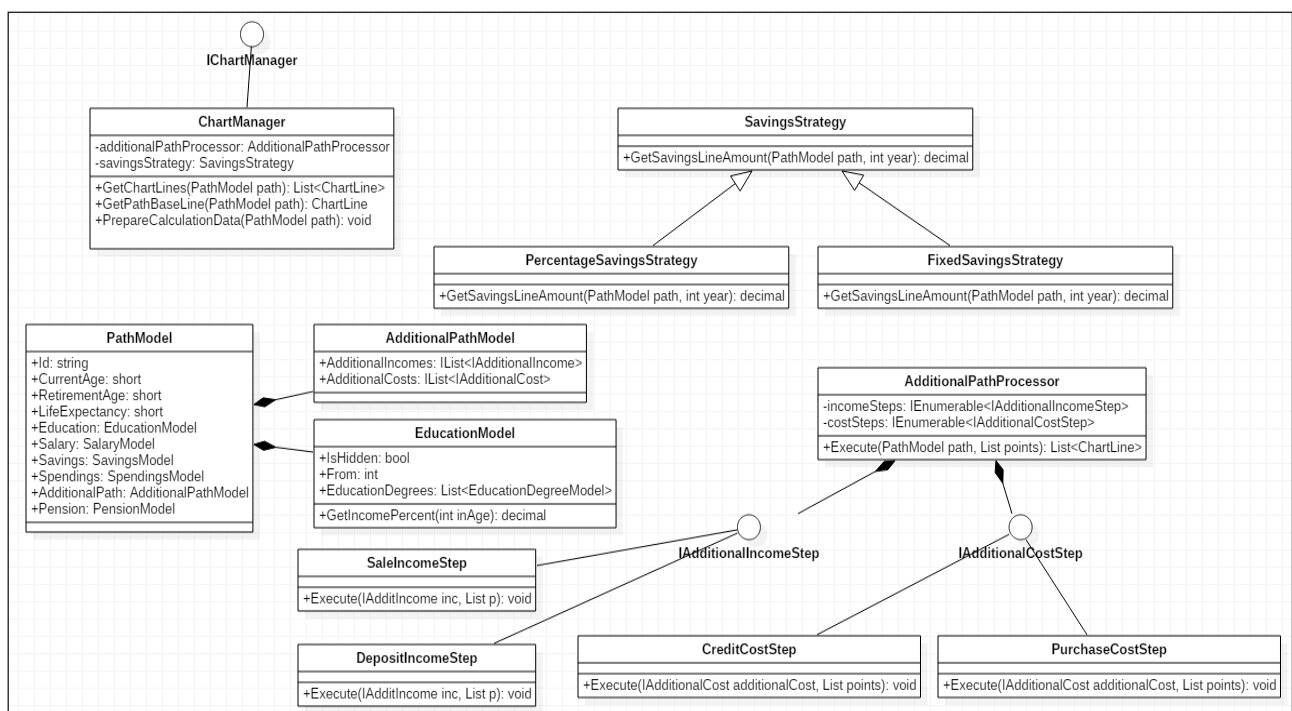 IChartManager
ChartManager
-additionalPathProcessor: AdditionalPathProcessor
-savingsStrategy: SavingsStrategy
+GetChartLines(PathModel path): List<ChartLine>
+GetPathBaseLine(PathModel path): ChartLine
+PrepareCalculationData(PathModel path): void
SavingsStrategy
+GetSavingsLineAmount(PathModel path, int year): decimal
PercentageSavingsStrategy
+GetSavingsLineAmount(PathModel path, int year): decimal
FixedSavingsStrategy
+GetSavingsLineAmount(PathModel path, int year): decimal
PathModel
+Id: string
+CurrentAge: short
+RetirementAge: short
+LifeExpectancy: short
+Education: EducationModel
+Salary: SalaryModel
+Savings: SavingsModel
+Spendings: SpendingsModel
+AdditionalPath: AdditionalPathModel
+Pension: PensionModel
AdditionalPathModel
+AdditionalIncomes: IList<IAdditionalIncome>
+AdditionalCosts: IList<IAdditionalCost>
EducationModel
+IsHidden: bool
+From: int
+EducationDegrees: List<EducationDegreeModel>
+GetIncomePercent(int inAge): decimal
AdditionalPathProcessor
-incomeSteps: IEnumerable<IAdditionalIncomeStep>
-costSteps: IEnumerable<IAdditionalCostStep>
+Execute(PathModel path, List points): List<ChartLine>
IAdditionalIncomeStep
IAdditionalCostStep
SaleIncomeStep
+Execute(IAdditIncome inc, List p): void
DepositIncomeStep
+Execute(IAdditIncome inc, List p): void
CreditCostStep
+Execute(IAdditionalCost additionalCost, List points): void
PurchaseCostStep
+Execute(IAdditionalCost additionalCost, List points): void